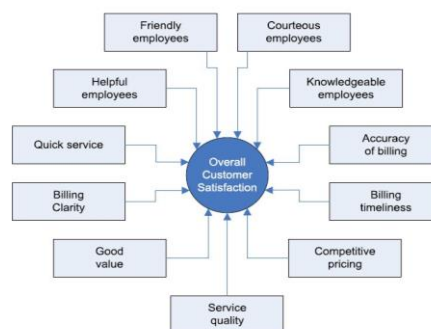 Friendly
employees
Courteous
employees
Helpful
employees
Knowledgeable
employees
Quick service
Overall
Customer
Satisfaction
Accuracy
of billing
Billing
Clarity
Billing
timeliness
Good
value
Competitive
pricing
Service
quality